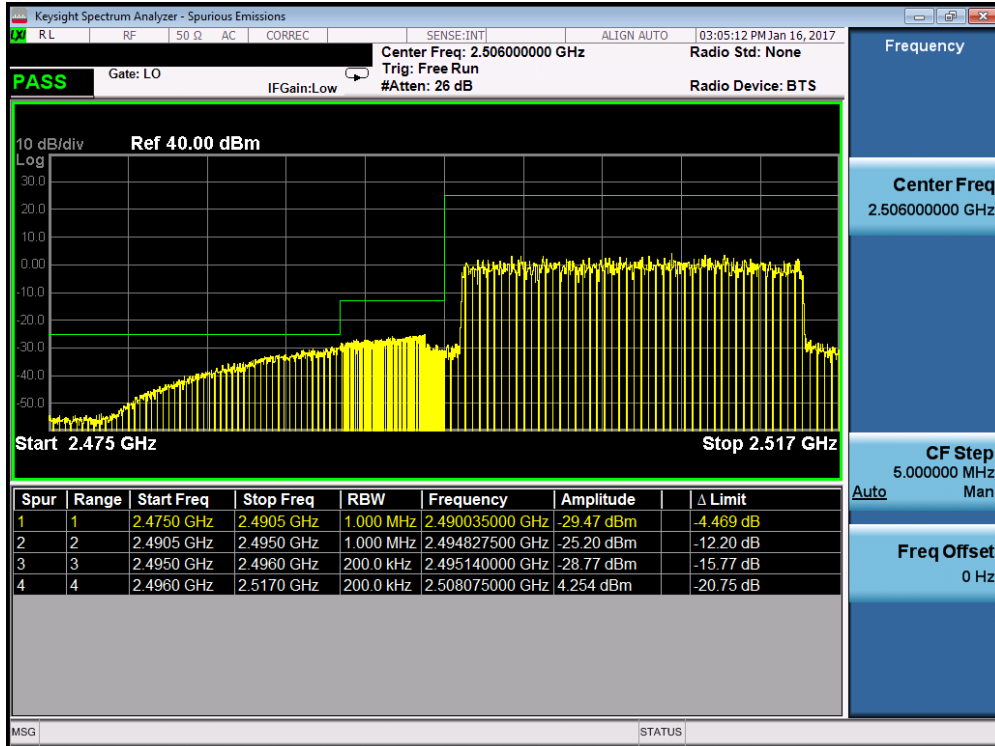 Keysight Spectrum Analyzer - Spurious Emissions
LXI RL RF 50 Ω AC CORREC SENSE:INT ALIGN AUTO 03:05:12 PM Jan 16, 2017
Center Freq: 2.506000000 GHz Radio Std: None
PASS Gate: LO Trig: Free Run
IFGain:Low #Atten: 26 dB Radio Device: BTS
10 dB/div Ref 40.00 dBm
Log
30.0
20.0
10.0
0.00
-10.0
-20.0
-30.0
-40.0
-50.0
Start 2.475 GHz Stop 2.517 GHz
Spur Range Start Freq Stop Freq RBW Frequency Amplitude Δ Limit
1 1 2.4750 GHz 2.4905 GHz 1.000 MHz 2.490035000 GHz -29.47 dBm -4.469 dB
2 2 2.4905 GHz 2.4950 GHz 1.000 MHz 2.494827500 GHz -25.20 dBm -12.20 dB
3 3 2.4950 GHz 2.4960 GHz 200.0 kHz 2.495140000 GHz -28.77 dBm -15.77 dB
4 4 2.4960 GHz 2.5170 GHz 200.0 kHz 2.508075000 GHz 4.254 dBm -20.75 dB
MSG STATUS
Frequency
Center Freq
2.506000000 GHz
CF Step
5.000000 MHz
Auto Man
Freq Offset
0 Hz